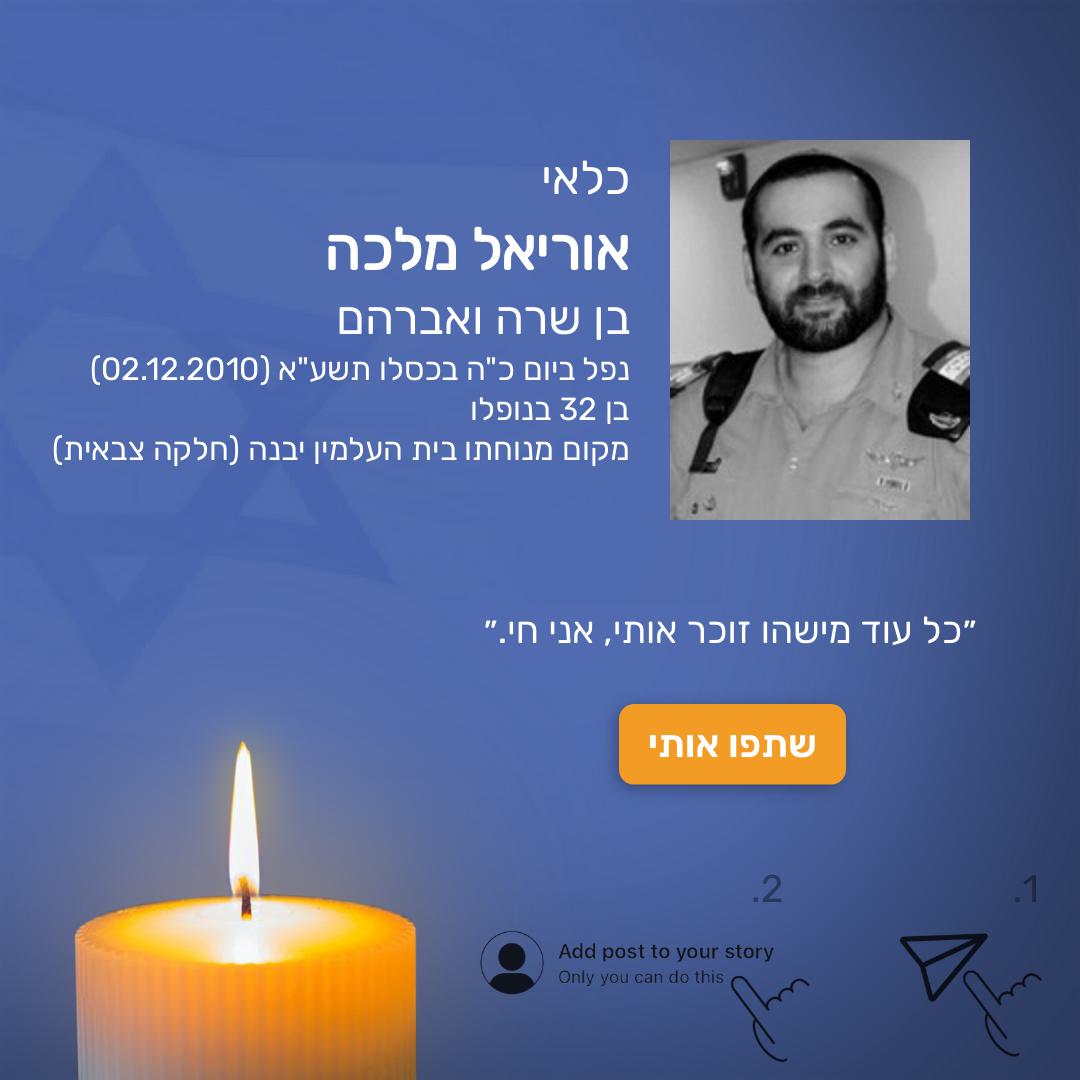 כלאי
אוריאל מלכה
בן שרה ואברהם
נפל ביום כ"ה בכסלו תשע"א (02.12.2010)
בן 32 בנופלו
מקום מנוחתו בית העלמין יבנה (חלקה צבאית)
״כל עוד מישהו זוכר אותי, אני חי.״
שתפו אותי
1.
2.
Add post to your story
Only you can do this